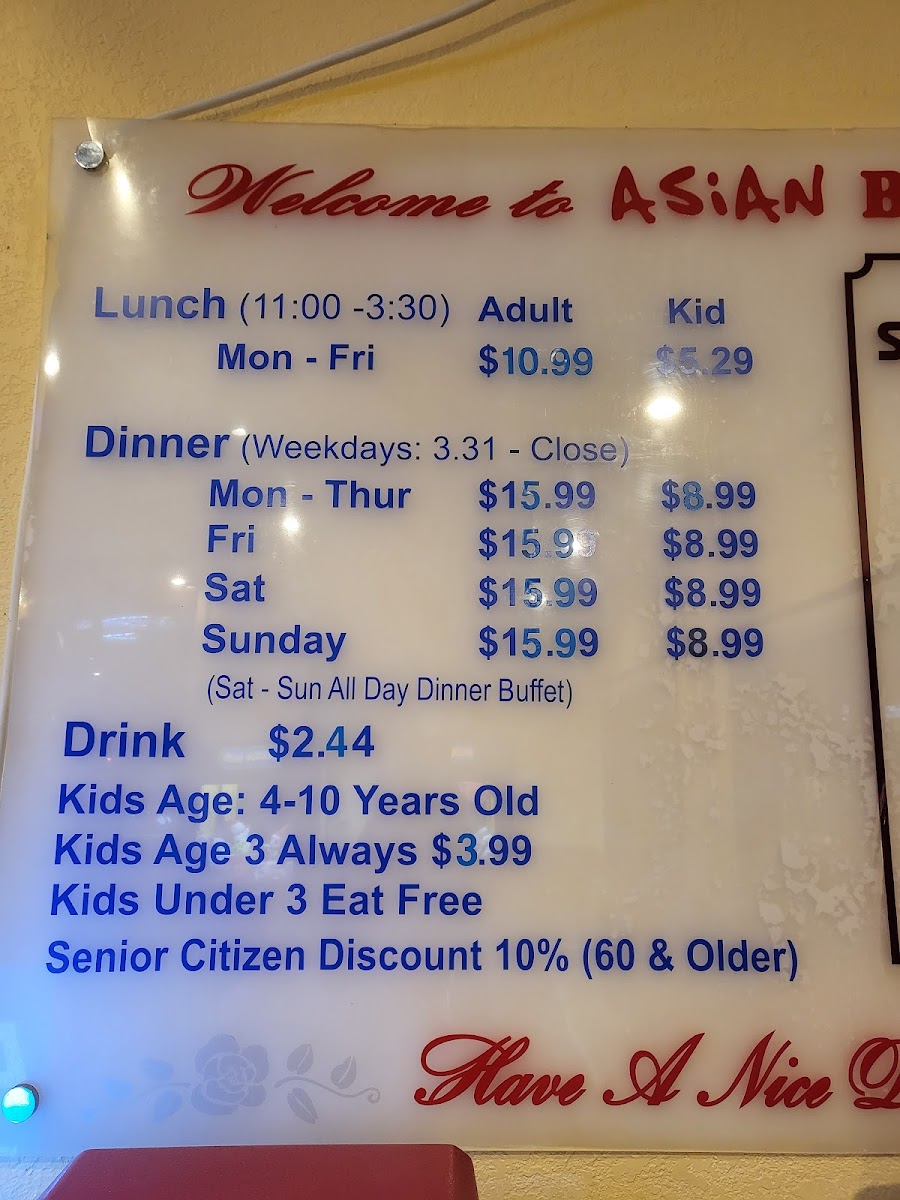 Welcome to ASiAN B
Lunch (11:00 -3:30) Adult Kid
Mon - Fri $10.99 $5.29
Dinner (Weekdays: 3.31 - Close)
Mon - Thur $15.99 $8.99
Fri $15.99 $8.99
Sat $15.99 $8.99
Sunday $15.99 $8.99
(Sat - Sun All Day Dinner Buffet)
Drink $2.44
Kids Age: 4-10 Years Old
Kids Age 3 Always $3.99
Kids Under 3 Eat Free
Senior Citizen Discount 10% (60 & Older)
Have A Nice D